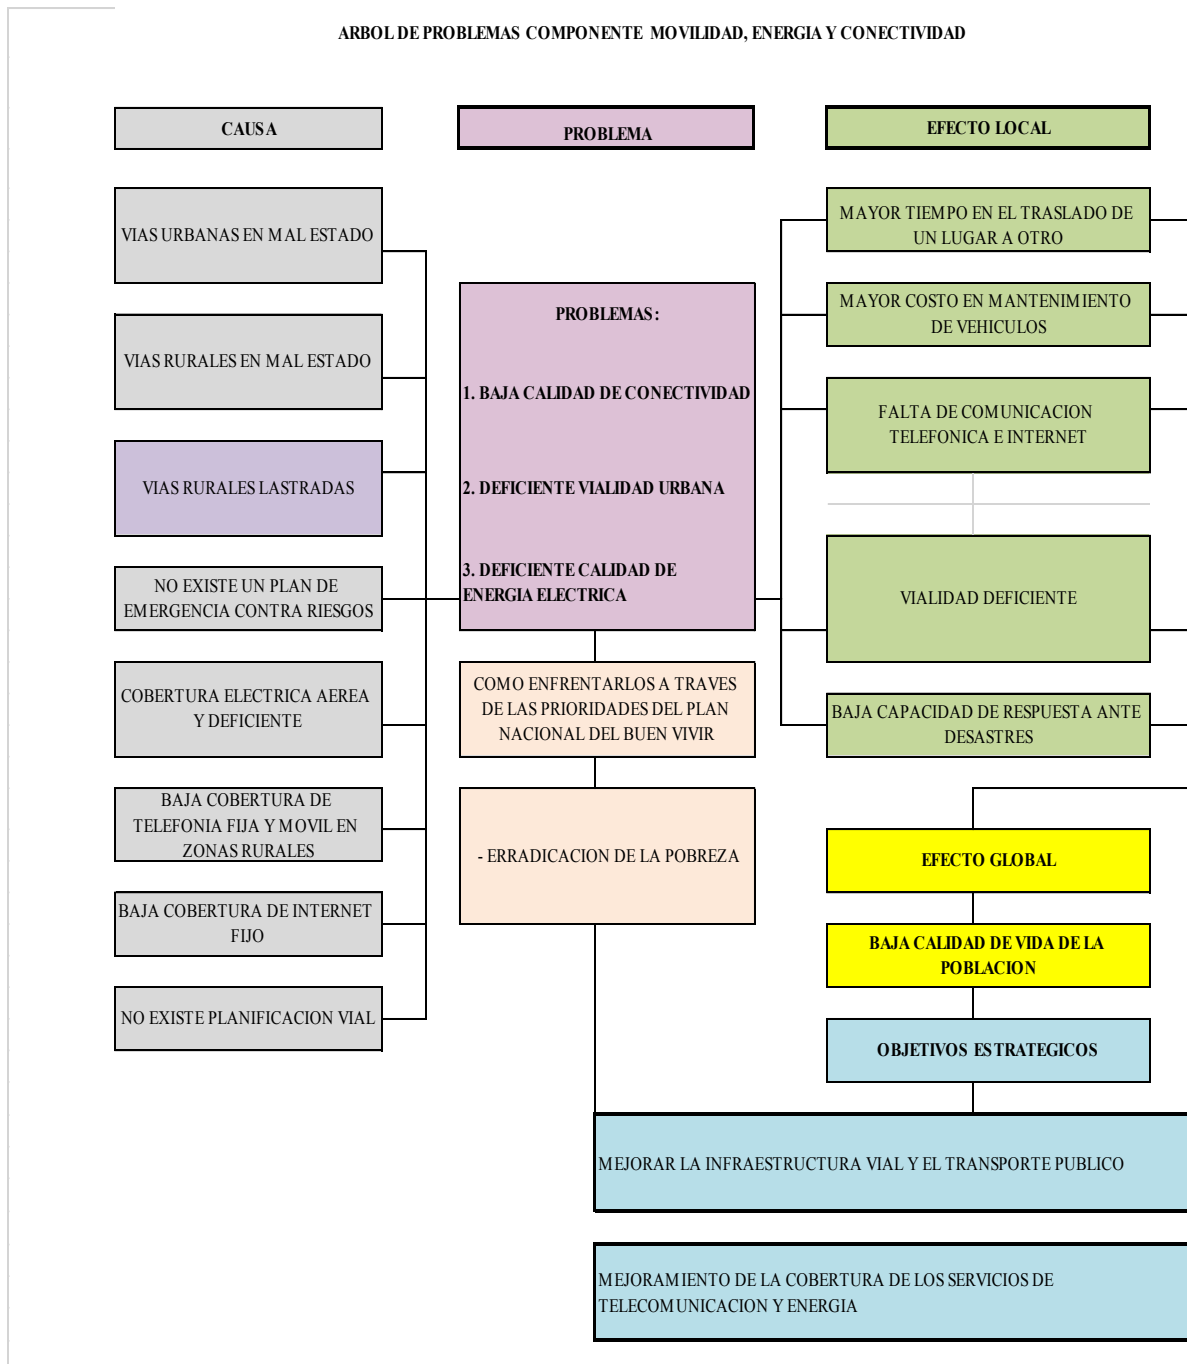 ARBOL DE PROBLEMAS COMPONENTE MOVILIDAD, ENERGIA Y CONECTIVIDAD
CAUSA
PROBLEMA
EFECTO LOCAL
VIAS URBANAS EN MAL ESTADO
VIAS RURALES EN MAL ESTADO
VIAS RURALES LASTRADAS
NO EXISTE UN PLAN DE
EMERGENCIA CONTRA RIESGOS
COBERTURA ELECTRICA AEREA
Y DEFICIENTE
BAJA COBERTURA DE
TELEFONIA FIJA Y MOVIL EN
ZONAS RURALES
BAJA COBERTURA DE INTERNET
FIJO
NO EXISTE PLANIFICACION VIAL
PROBLEMAS:
1. BAJA CALIDAD DE CONECTIVIDAD
2. DEFICIENTE VIALIDAD URBANA
3. DEFICIENTE CALIDAD DE
ENERGIA ELECTRICA
COMO ENFRENTARLOS A TRAVES
DE LAS PRIORIDADES DEL PLAN
NACIONAL DEL BUEN VIVIR
- ERRADICACION DE LA POBREZA
MAYOR TIEMPO EN EL TRASLADO DE
UN LUGAR A OTRO
MAYOR COSTO EN MANTENIMIENTO
DE VEHICULOS
FALTA DE COMUNICACION
TELEFONICA E INTERNET
VIALIDAD DEFICIENTE
BAJA CAPACIDAD DE RESPUESTA ANTE
DESASTRES
EFECTO GLOBAL
BAJA CALIDAD DE VIDA DE LA
POBLACION
OBJETIVOS ESTRATEGICOS
MEJORAR LA INFRAESTRUCTURA VIAL Y EL TRANSPORTE PUBLICO
MEJORAMIENTO DE LA COBERTURA DE LOS SERVICIOS DE
TELECOMUNICACION Y ENERGIA